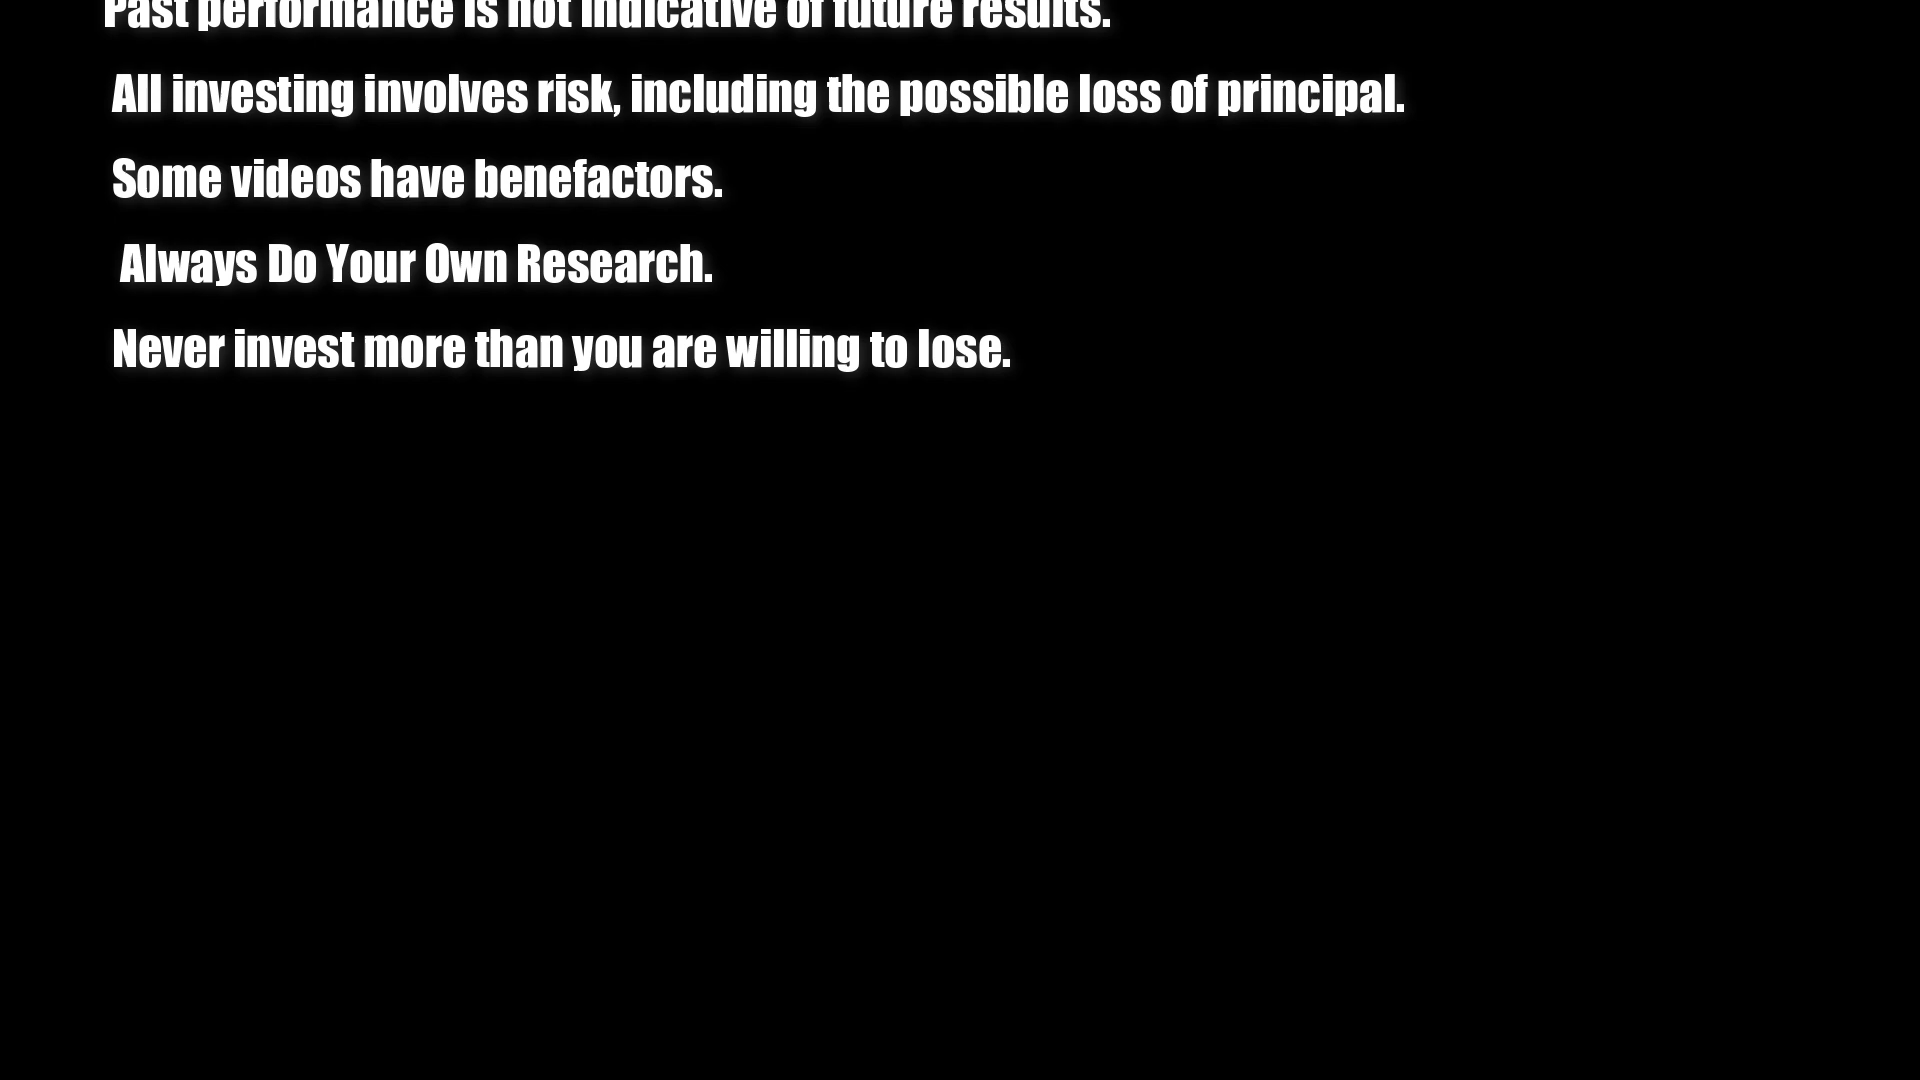 Past performance is not indicative of future results.
All investing involves risk, including the possible loss of principal.
Some videos have benefactors.
Always Do Your Own Research.
Never invest more than you are willing to lose.